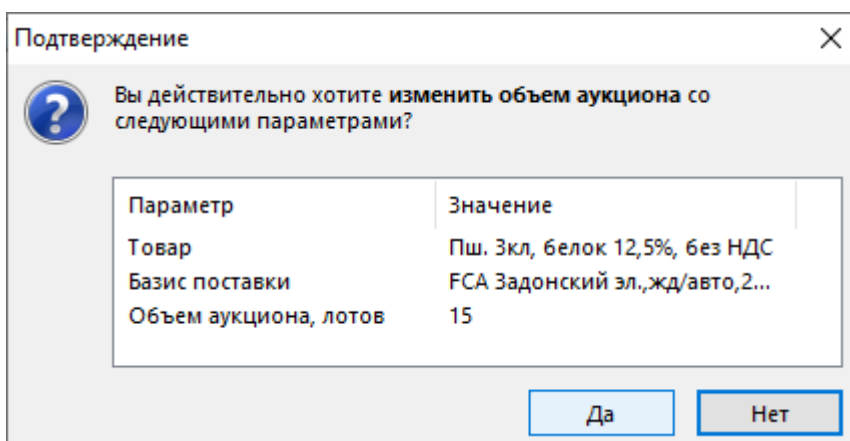 Подтверждение
Вы действительно хотите изменить объем аукциона со
следующими параметрами?
Параметр Значение
Товар Пш. 3кл, белок 12,5%, без НДС
Базис поставки FCA Задонский эл.,жд/авто,2...
Объем аукциона, лотов 15
Да Нет